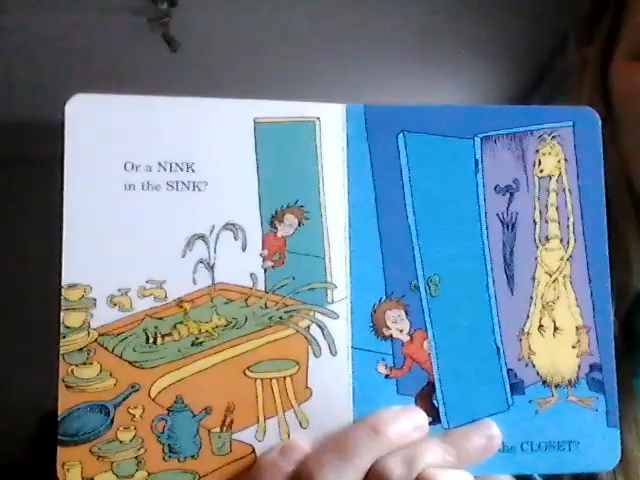 Or a NINK
in the SINK?
the CLOSET?